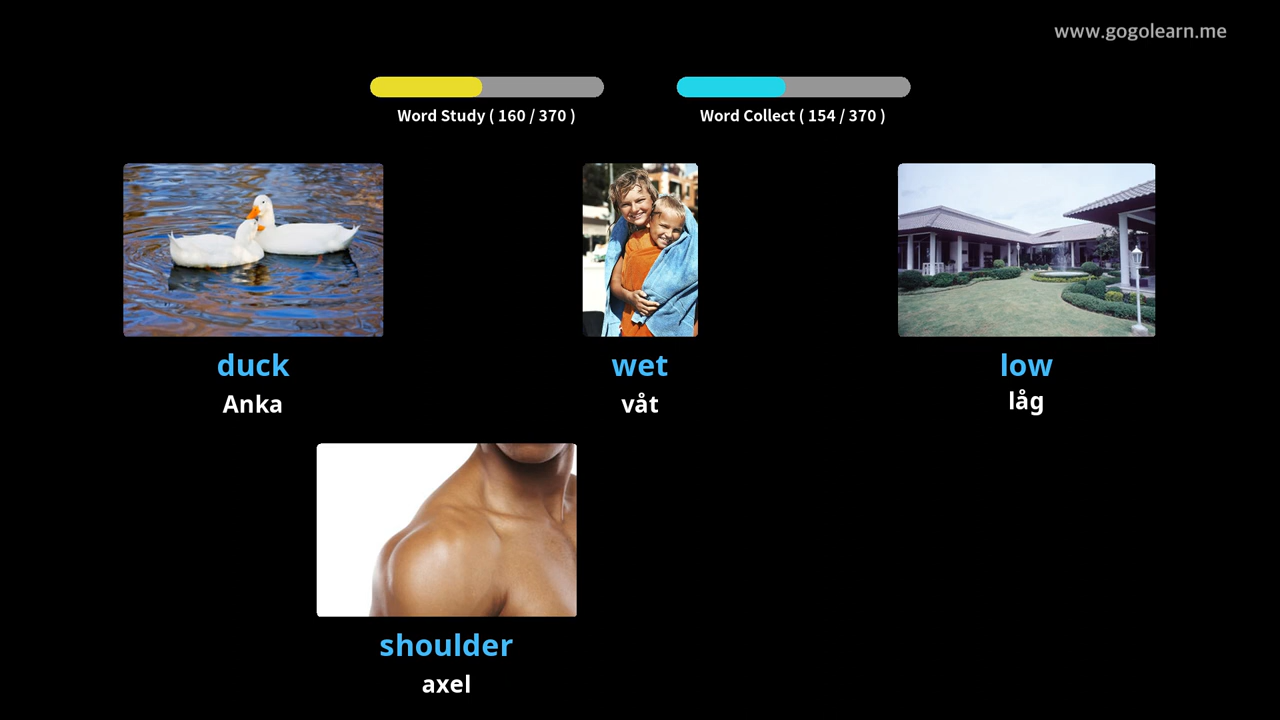 www.gogolearn.me
Word Study ( 160 / 370 )
Word Collect ( 154 / 370 )
duck
Anka
wet
våt
low
låg
shoulder
axel